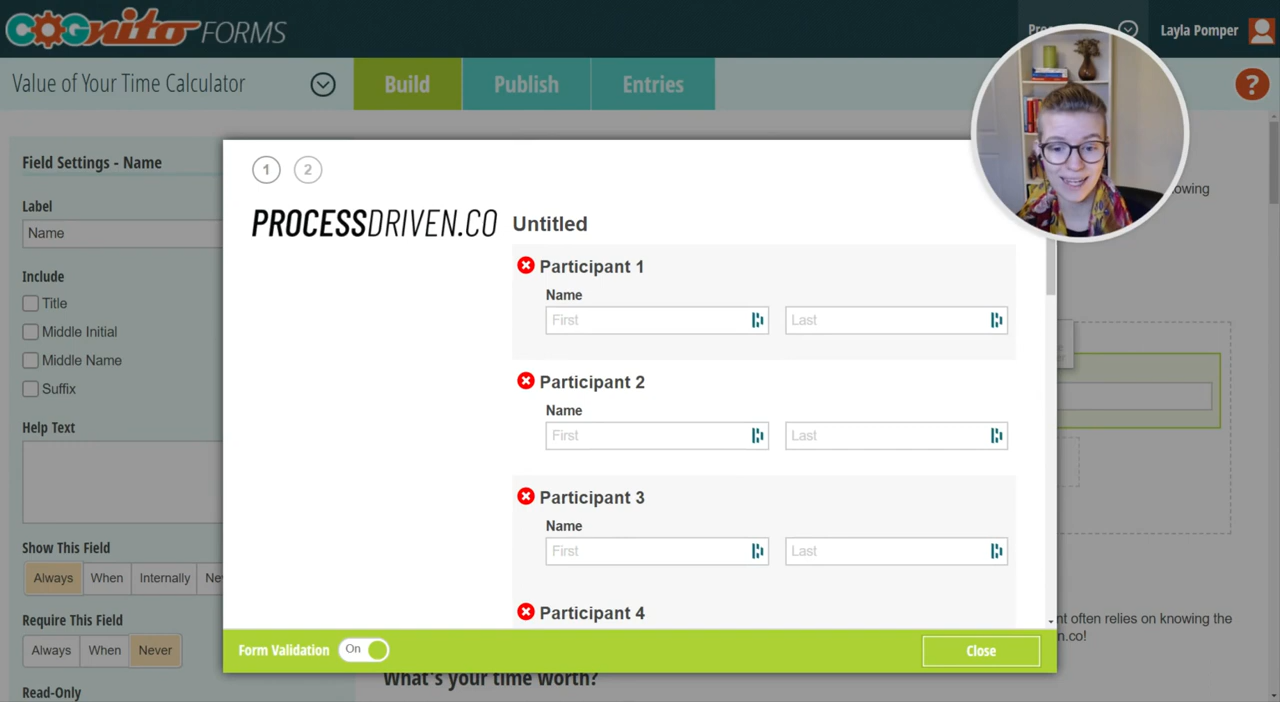 COGnito FORMS
Layla Pomper
Value of Your Time Calculator
Build
Publish
Entries
?
Field Settings - Name
Label
Name
Include
Title
Middle Initial
Middle Name
Suffix
Help Text
Show This Field
Always
When
Internally
Require This Field
Always
When
Never
Read-Only
1
2
PROCESSDRIVEN.CO
Untitled
Participant 1
Name
First
Last
Participant 2
Name
First
Last
Participant 3
Name
First
Last
Participant 4
Form Validation
On
Close
often relies on knowing the
What's your time worth?